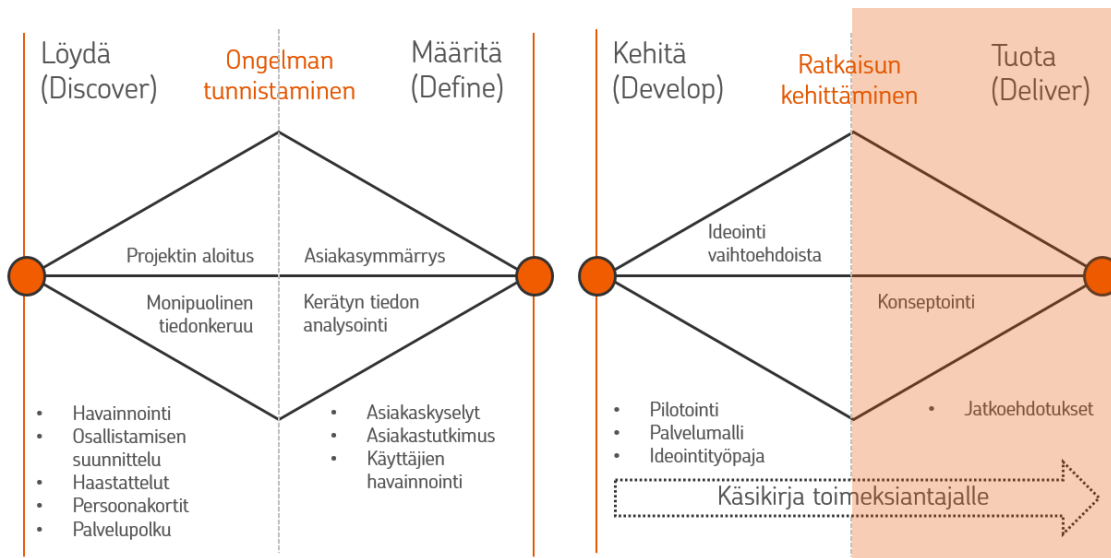 Löydä
(Discover)
Ongelman
tunnistaminen
Määritä
(Define)
Projektin aloitus
Asiakasymmärrys
Monipuolinen
tiedonkeruu
Kerätyn tiedon
analysointi
• Havainnointi
• Osallistamisen
suunnittelu
• Haastattelut
• Persoonakortit
• Palvelupolku
• Asiakaskyselyt
• Asiakastutkimus
• Käyttäjien
havainnointi
Kehitä
(Develop)
Ratkaisun
kehittäminen
Tuota
(Deliver)
Ideointi
vaihtoehdoista
Konseptointi
• Pilotointi
• Palvelumalli
• Ideointityöpaja
• Jatkoehdotukset
Käsikirja toimeksiantajalle